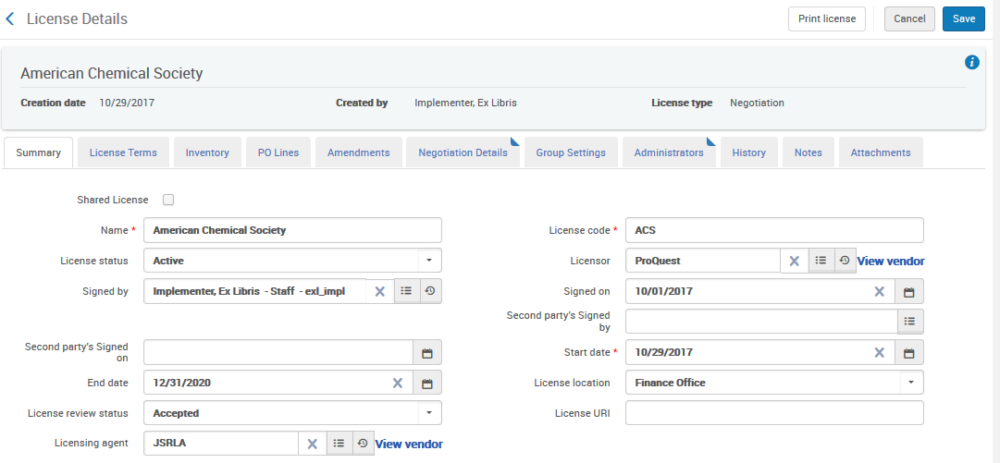 License Details
Print license Cancel Save
American Chemical Society
Creation date 10/29/2017 Created by Implementer, Ex Libris License type Negotiation
Summary License Terms Inventory PO Lines Amendments Negotiation Details Group Settings Administrators History Notes Attachments
Shared License
Name * American Chemical Society License code * ACS
License status Active Licensor ProQuest View vendor
Signed by Implementer, Ex Libris - Staff - exl_impl Signed on 10/01/2017
Second party's Signed
by
Second party's Signed
on
Start date * 10/29/2017
End date 12/31/2020 License location Finance Office
License review status Accepted License URI
Licensing agent JSRLA View vendor